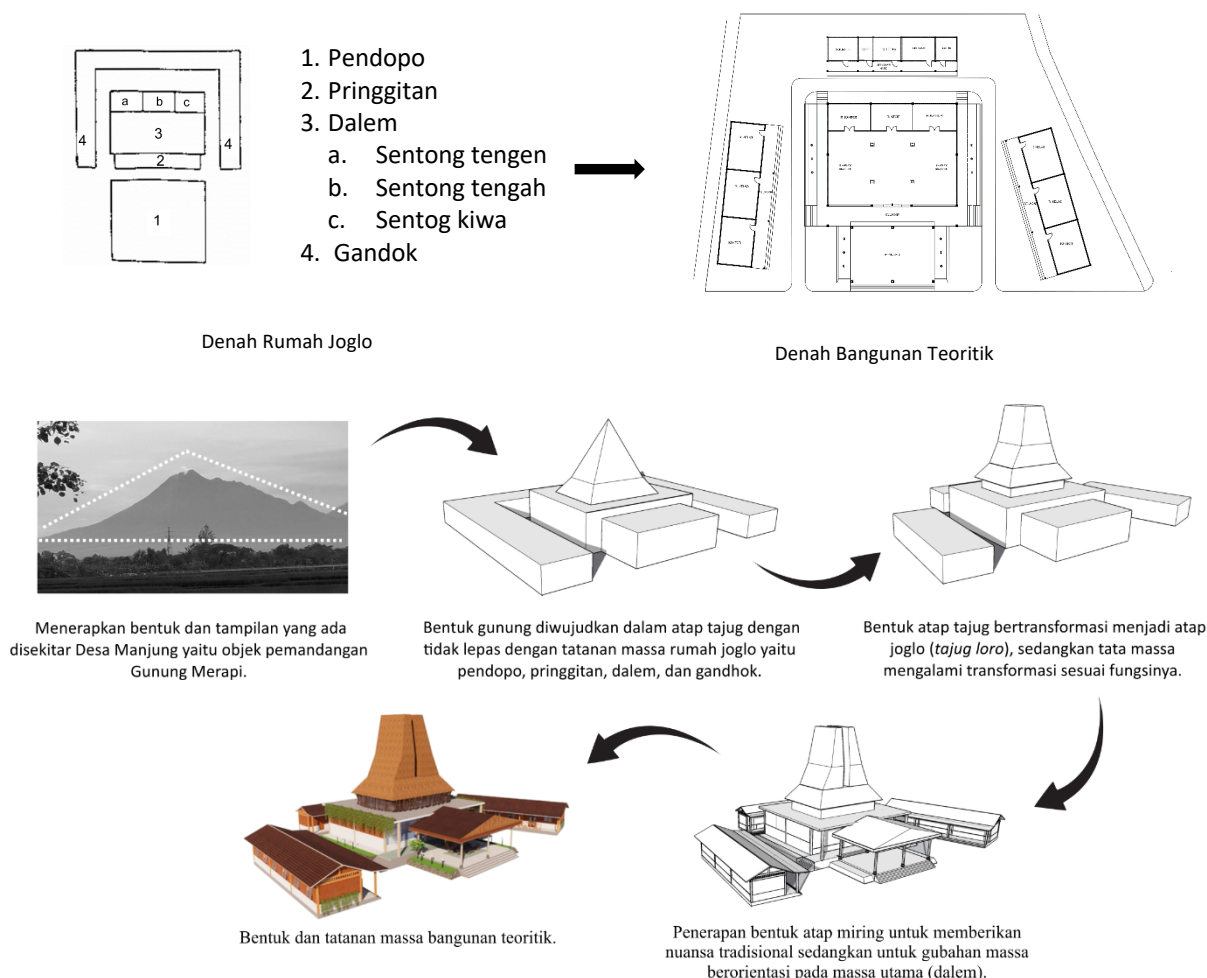 a b c
3
4 4
2
1
1. Pendopo
2. Pringgitan
3. Dalem
a. Sentong tengen
b. Sentong tengah
c. Sentog kiwa
4. Gandok
Denah Rumah Joglo
Denah Bangunan Teoritik
Menerapkan bentuk dan tampilan yang ada
disekitar Desa Manjung yaitu objek pemandangan
Gunung Merapi.
Bentuk gunung diwujudkan dalam atap tajug dengan
tidak lepas dengan tatanan massa rumah joglo yaitu
pendopo, pringgitan, dalem, dan gandhok.
Bentuk atap tajug bertransformasi menjadi atap
joglo (tajug loro), sedangkan tata massa
mengalami transformasi sesuai fungsinya.
Bentuk dan tatanan massa bangunan teoritik.
Penerapan bentuk atap miring untuk memberikan
nuansa tradisional sedangkan untuk gubahan massa
berorientasi pada massa utama (dalem).